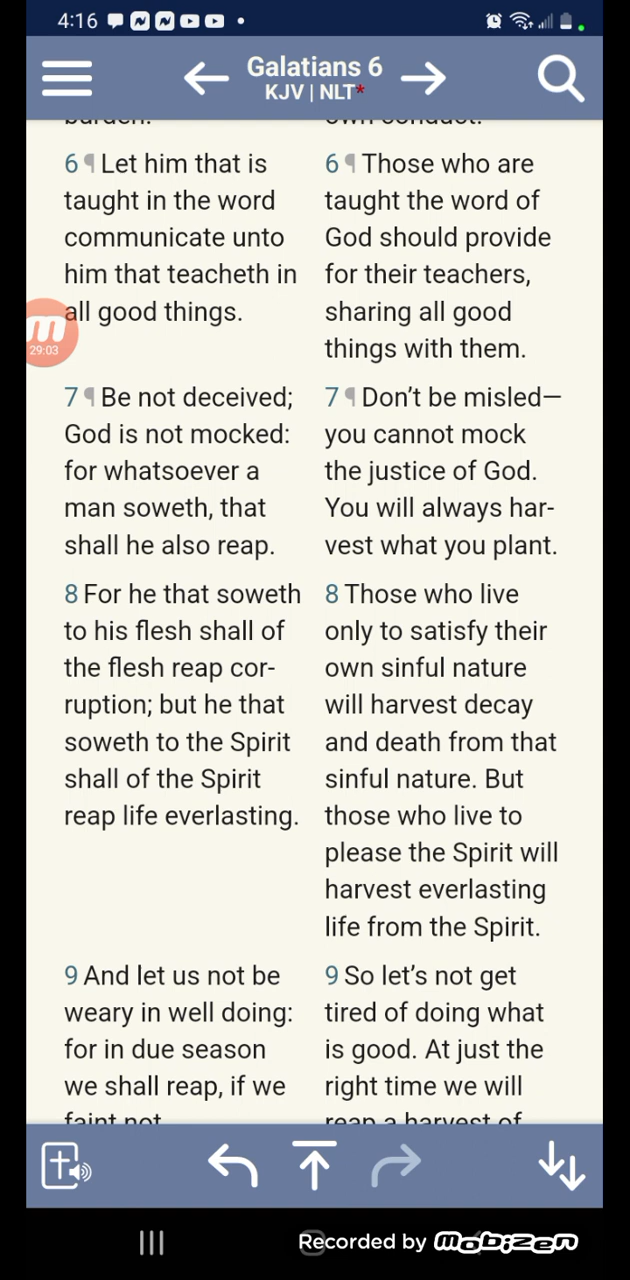 4:16
Galatians 6
KJV | NLT*
burden.
6 ¶ Let him that is
taught in the word
communicate unto
him that teacheth in
all good things.
7 ¶ Be not deceived;
God is not mocked:
for whatsoever a
man soweth, that
shall he also reap.
8 For he that soweth
to his flesh shall of
the flesh reap cor-
ruption; but he that
soweth to the Spirit
shall of the Spirit
reap life everlasting.
9 And let us not be
weary in well doing:
for in due season
we shall reap, if we
faint not
own conduct.
6 ¶ Those who are
taught the word of
God should provide
for their teachers,
sharing all good
things with them.
7 ¶ Don’t be misled—
you cannot mock
the justice of God.
You will always har-
vest what you plant.
8 Those who live
only to satisfy their
own sinful nature
will harvest decay
and death from that
sinful nature. But
those who live to
please the Spirit will
harvest everlasting
life from the Spirit.
9 So let’s not get
tired of doing what
is good. At just the
right time we will
reap a harvest of
m
29:03
Recorded by mobizen